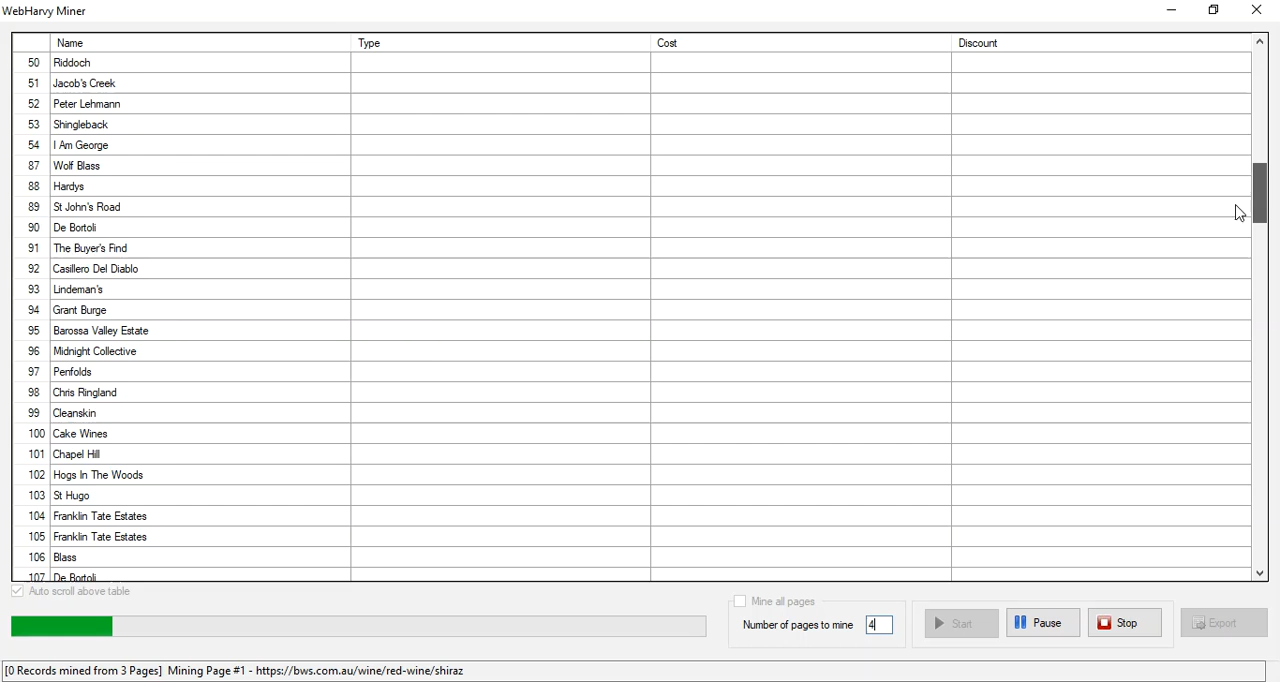 WebHarvy Miner
Name Type Cost Discount
50 Riddoch
51 Jacob's Creek
52 Peter Lehmann
53 Shingleback
54 I Am George
87 Wolf Blass
88 Hardys
89 St John's Road
90 De Bortoli
91 The Buyer's Find
92 Casillero Del Diablo
93 Lindeman's
94 Grant Burge
95 Barossa Valley Estate
96 Midnight Collective
97 Penfolds
98 Chris Ringland
99 Cleanskin
100 Cake Wines
101 Chapel Hill
102 Hogs In The Woods
103 St Hugo
104 Franklin Tate Estates
105 Franklin Tate Estates
106 Blass
107 De Bortoli
Auto scroll above table
Mine all pages
Number of pages to mine 4
Start Pause Stop Export
[0 Records mined from 3 Pages] Mining Page #1 - https://bws.com.au/wine/red-wine/shiraz